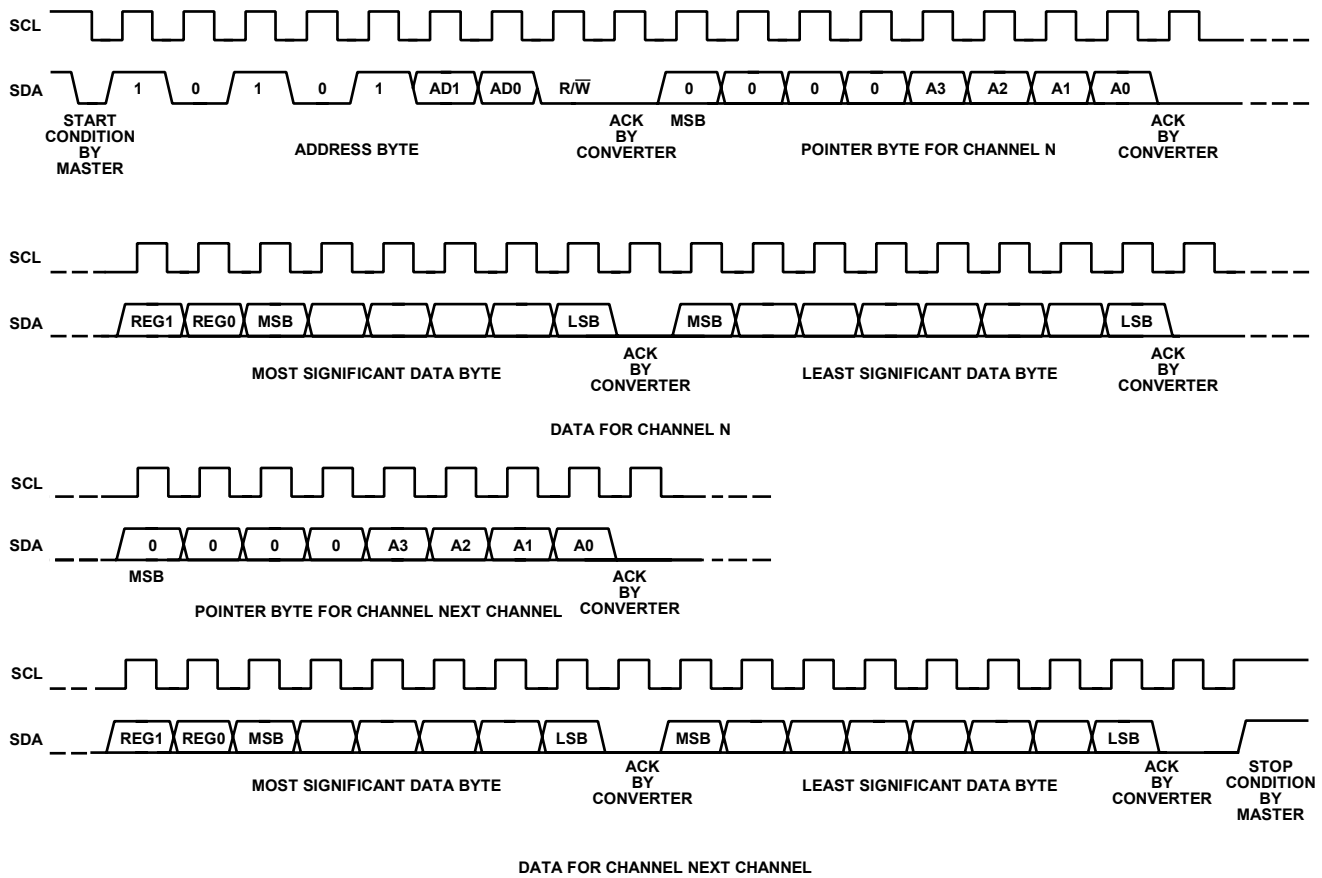 SCL
SDA 1 0 1 0 1 AD1 AD0 R/W̅ 0 0 0 0 A3 A2 A1 A0
START CONDITION BY MASTER
ADDRESS BYTE
ACK BY CONVERTER
MSB
POINTER BYTE FOR CHANNEL N
ACK BY CONVERTER
SCL
SDA REG1 REG0 MSB LSB MSB LSB
MOST SIGNIFICANT DATA BYTE
ACK BY CONVERTER
LEAST SIGNIFICANT DATA BYTE
ACK BY CONVERTER
DATA FOR CHANNEL N
SCL
SDA 0 0 0 0 A3 A2 A1 A0
MSB
POINTER BYTE FOR CHANNEL NEXT CHANNEL
ACK BY CONVERTER
SCL
SDA REG1 REG0 MSB LSB MSB LSB
MOST SIGNIFICANT DATA BYTE
ACK BY CONVERTER
LEAST SIGNIFICANT DATA BYTE
ACK BY CONVERTER
STOP CONDITION BY MASTER
DATA FOR CHANNEL NEXT CHANNEL